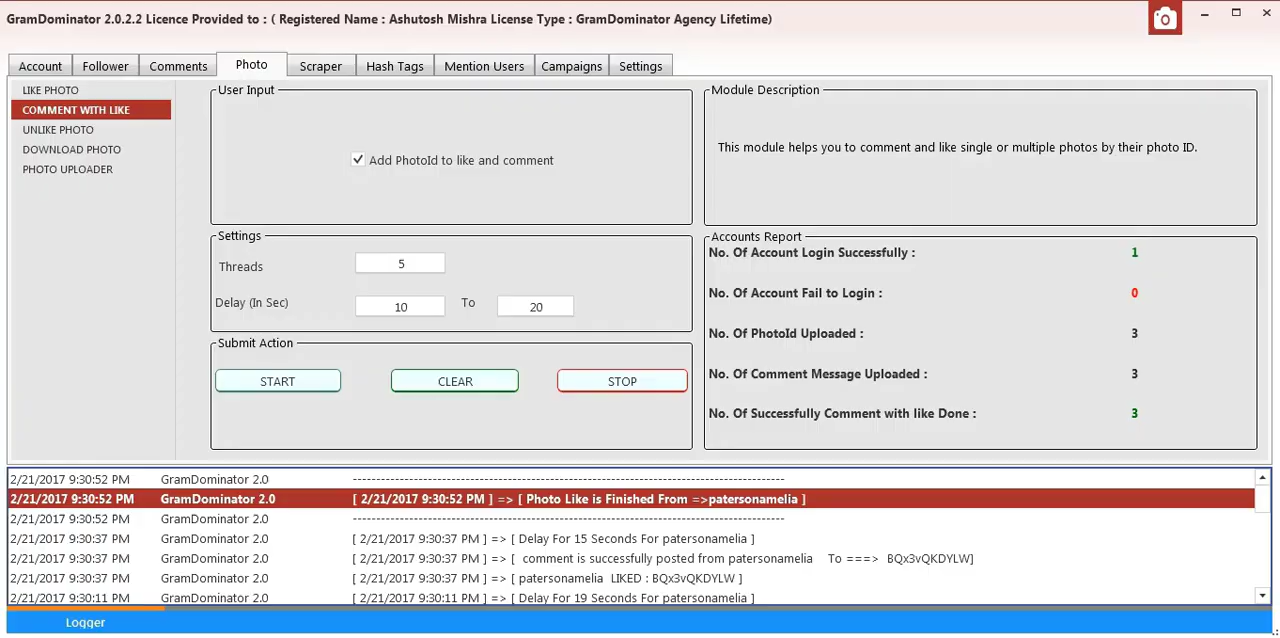 GramDominator 2.0.2.2 Licence Provided to : ( Registered Name : Ashutosh Mishra License Type : GramDominator Agency Lifetime)
Account Follower Comments Photo Scraper Hash Tags Mention Users Campaigns Settings
LIKE PHOTO
COMMENT WITH LIKE
UNLIKE PHOTO
DOWNLOAD PHOTO
PHOTO UPLOADER
User Input
Add PhotoId to like and comment
Settings
Threads 5
Delay (In Sec) 10 To 20
Submit Action
START CLEAR STOP
Module Description
This module helps you to comment and like single or multiple photos by their photo ID.
Accounts Report
No. Of Account Login Successfully : 1
No. Of Account Fail to Login : 0
No. Of PhotoId Uploaded : 3
No. Of Comment Message Uploaded : 3
No. Of Successfully Comment with like Done : 3
2/21/2017 9:30:52 PM GramDominator 2.0 ------------------------------------------------------------------------------------
2/21/2017 9:30:52 PM GramDominator 2.0 [ 2/21/2017 9:30:52 PM ] => [ Photo Like is Finished From =>patersonamelia ]
2/21/2017 9:30:52 PM GramDominator 2.0 ------------------------------------------------------------------------------------
2/21/2017 9:30:37 PM GramDominator 2.0 [ 2/21/2017 9:30:37 PM ] => [ Delay For 15 Seconds For patersonamelia ]
2/21/2017 9:30:37 PM GramDominator 2.0 [ 2/21/2017 9:30:37 PM ] => [ comment is successfully posted from patersonamelia To ===> BQx3vQKDYLW]
2/21/2017 9:30:37 PM GramDominator 2.0 [ 2/21/2017 9:30:37 PM ] => [ patersonamelia LIKED : BQx3vQKDYLW ]
2/21/2017 9:30:11 PM GramDominator 2.0 [ 2/21/2017 9:30:11 PM ] => [ Delay For 19 Seconds For patersonamelia ]
Logger